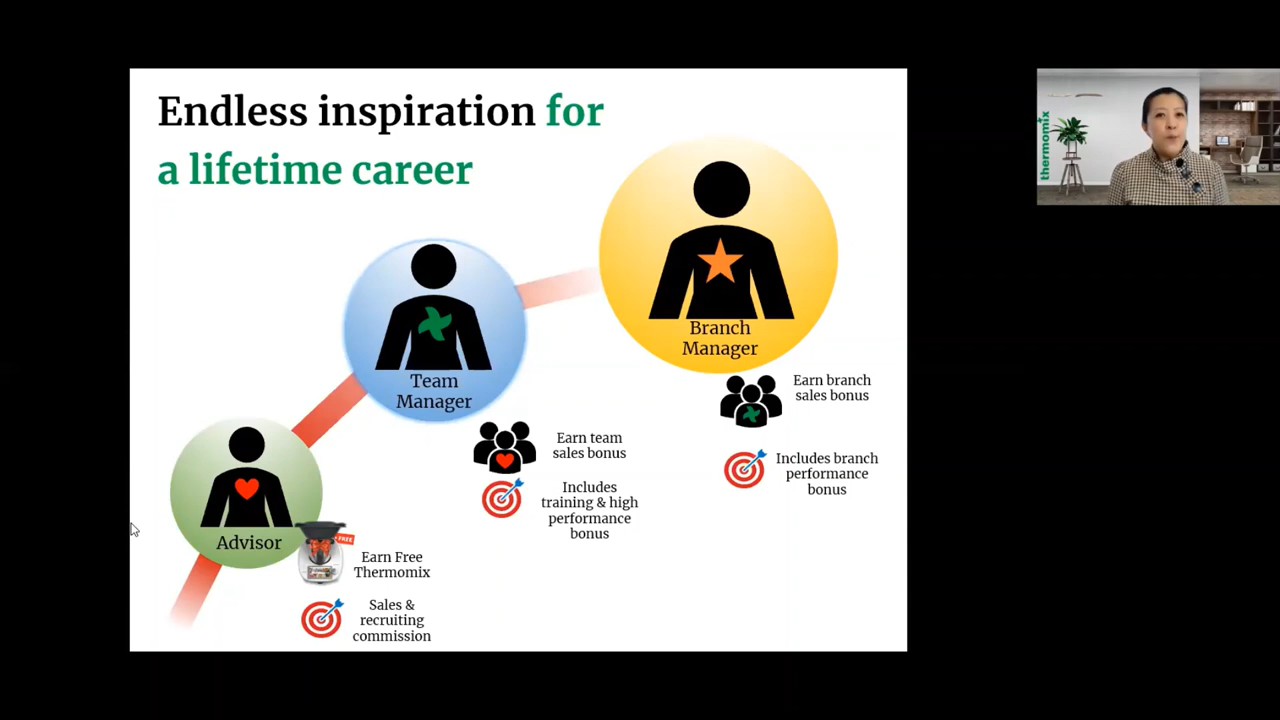 Endless inspiration for
a lifetime career
Branch
Manager
Team
Manager
Advisor
Earn branch
sales bonus
Includes branch
performance
bonus
Earn team
sales bonus
Includes
training & high
performance
bonus
FREE
Earn Free
Thermomix
Sales &
recruiting
commission
thermomix